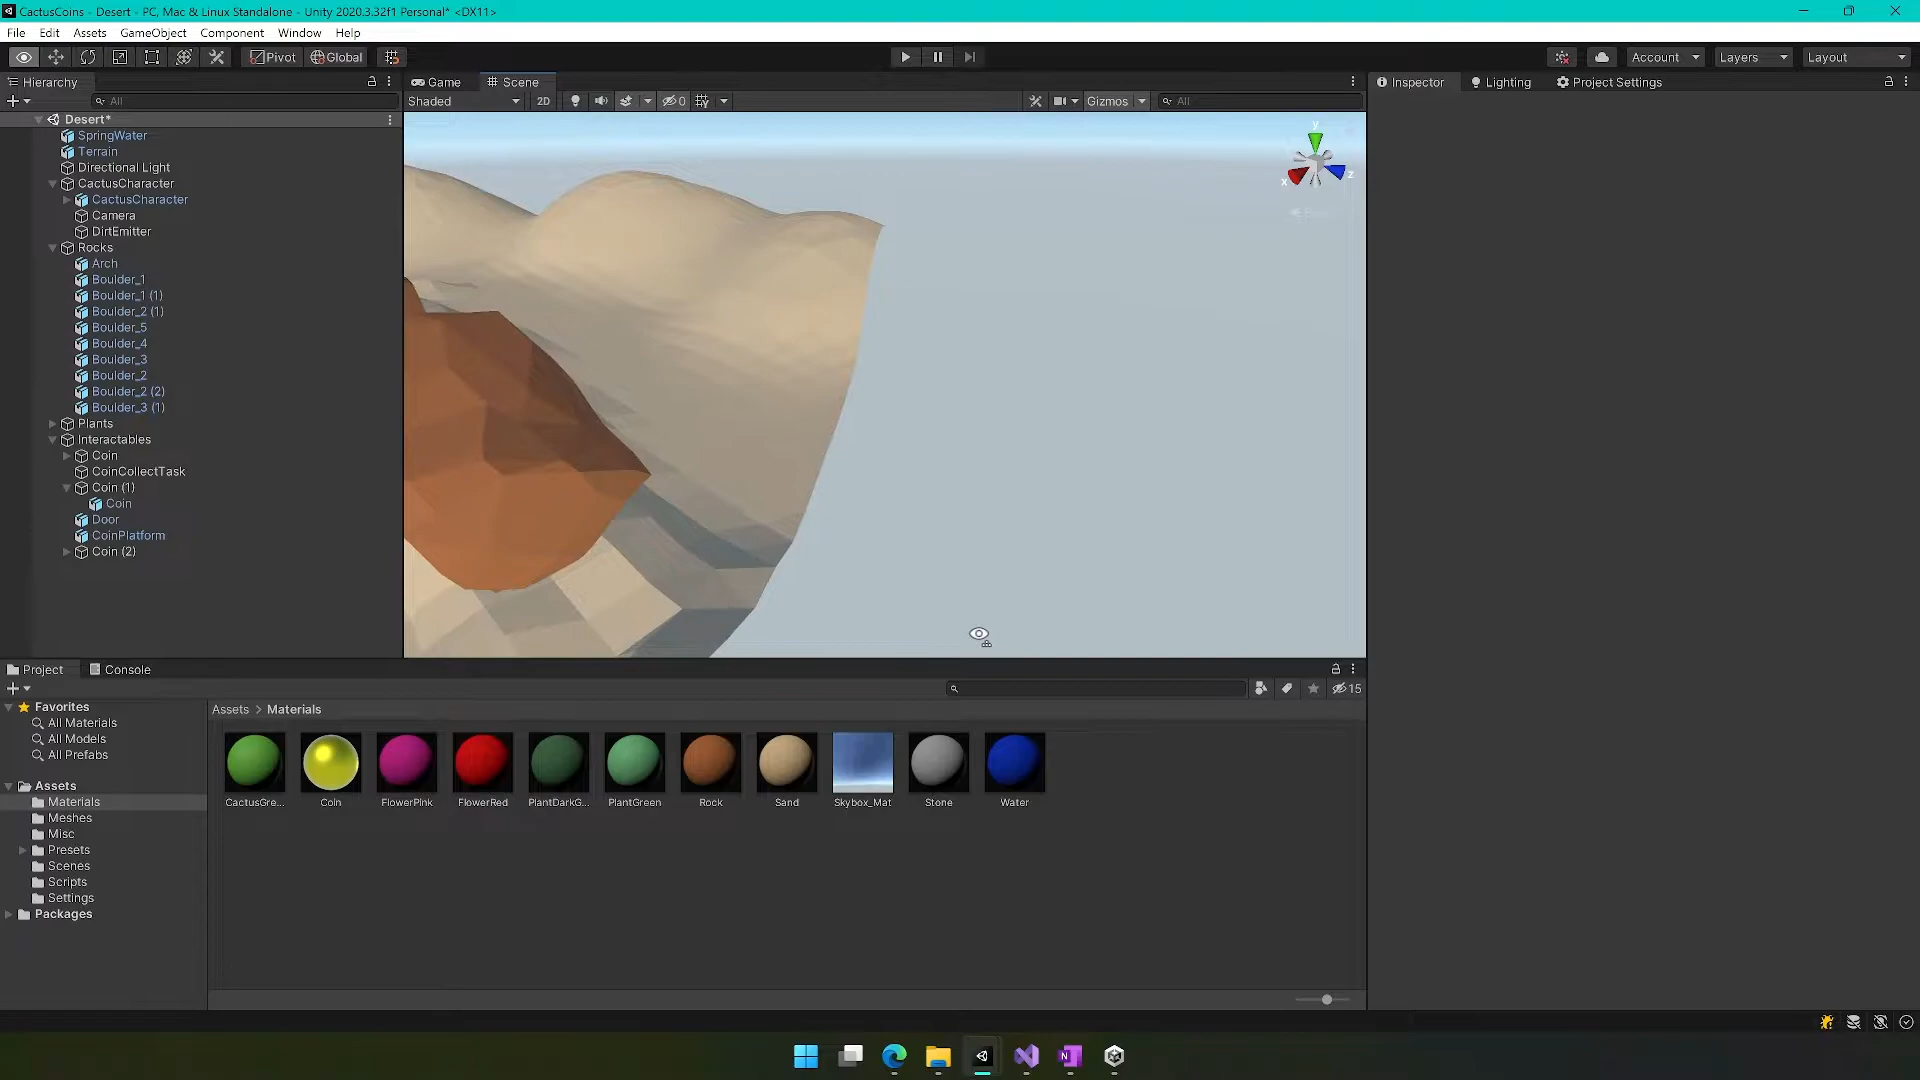 CactusCoins - Desert - PC, Mac & Linux Standalone - Unity 2020.3.32f1 Personal* <DX11>
File Edit Assets GameObject Component Window Help
Pivot Global Account Layers Layout
Hierarchy
All
Desert*
SpringWater
Terrain
Directional Light
CactusCharacter
CactusCharacter
Camera
DirtEmitter
Rocks
Arch
Boulder_1
Boulder_1 (1)
Boulder_2 (1)
Boulder_5
Boulder_4
Boulder_3
Boulder_2
Boulder_2 (2)
Boulder_3 (1)
Plants
Interactables
Coin
CoinCollectTask
Coin (1)
Coin
Door
CoinPlatform
Coin (2)
Game Scene
Shaded 2D 0 Gizmos All
y
x z
Inspector Lighting Project Settings
Project Console
15
Favorites
All Materials
All Models
All Prefabs
Assets
Materials
Meshes
Misc
Presets
Scenes
Scripts
Settings
Packages
Assets > Materials
CactusGre... Coin FlowerPink FlowerRed PlantDarkG... PlantGreen Rock Sand Skybox_Mat Stone Water